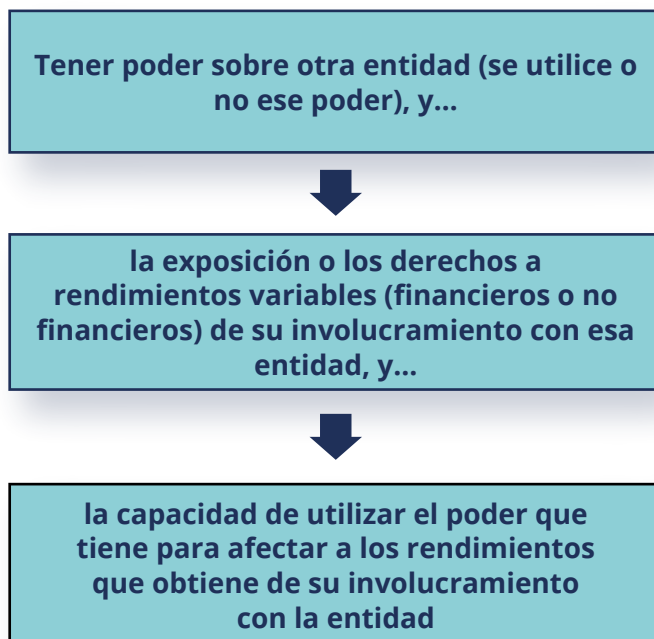 Tener poder sobre otra entidad (se utilice o
no ese poder), y...
la exposición o los derechos a
rendimientos variables (financieros o no
financieros) de su involucramiento con esa
entidad, y...
la capacidad de utilizar el poder que
tiene para afectar a los rendimientos
que obtiene de su involucramiento
con la entidad